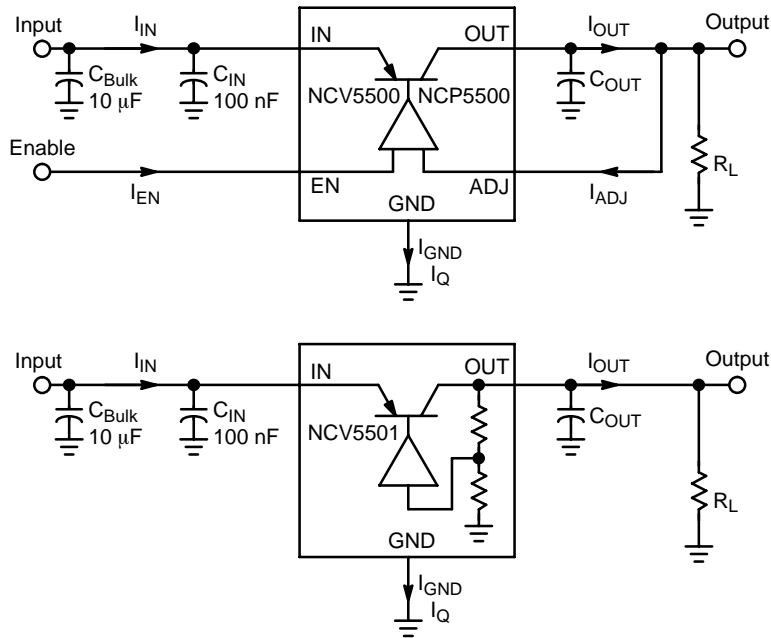 Input
I_IN
IN
OUT
I_OUT
Output
C_Bulk
10 μF
C_IN
100 nF
NCV5500
NCP5500
C_OUT
Enable
I_EN
EN
ADJ
I_ADJ
R_L
GND
I_GND
I_Q
Input
I_IN
IN
OUT
I_OUT
Output
C_Bulk
10 μF
C_IN
100 nF
NCV5501
C_OUT
R_L
GND
I_GND
I_Q